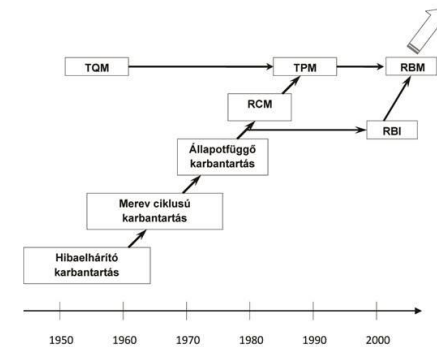 TQM
TPM
RBM
RCM
RBI
Állapotfüggő
karbantartás
Merev ciklusú
karbantartás
Hibaelhárító
karbantartás
1950
1960
1970
1980
1990
2000